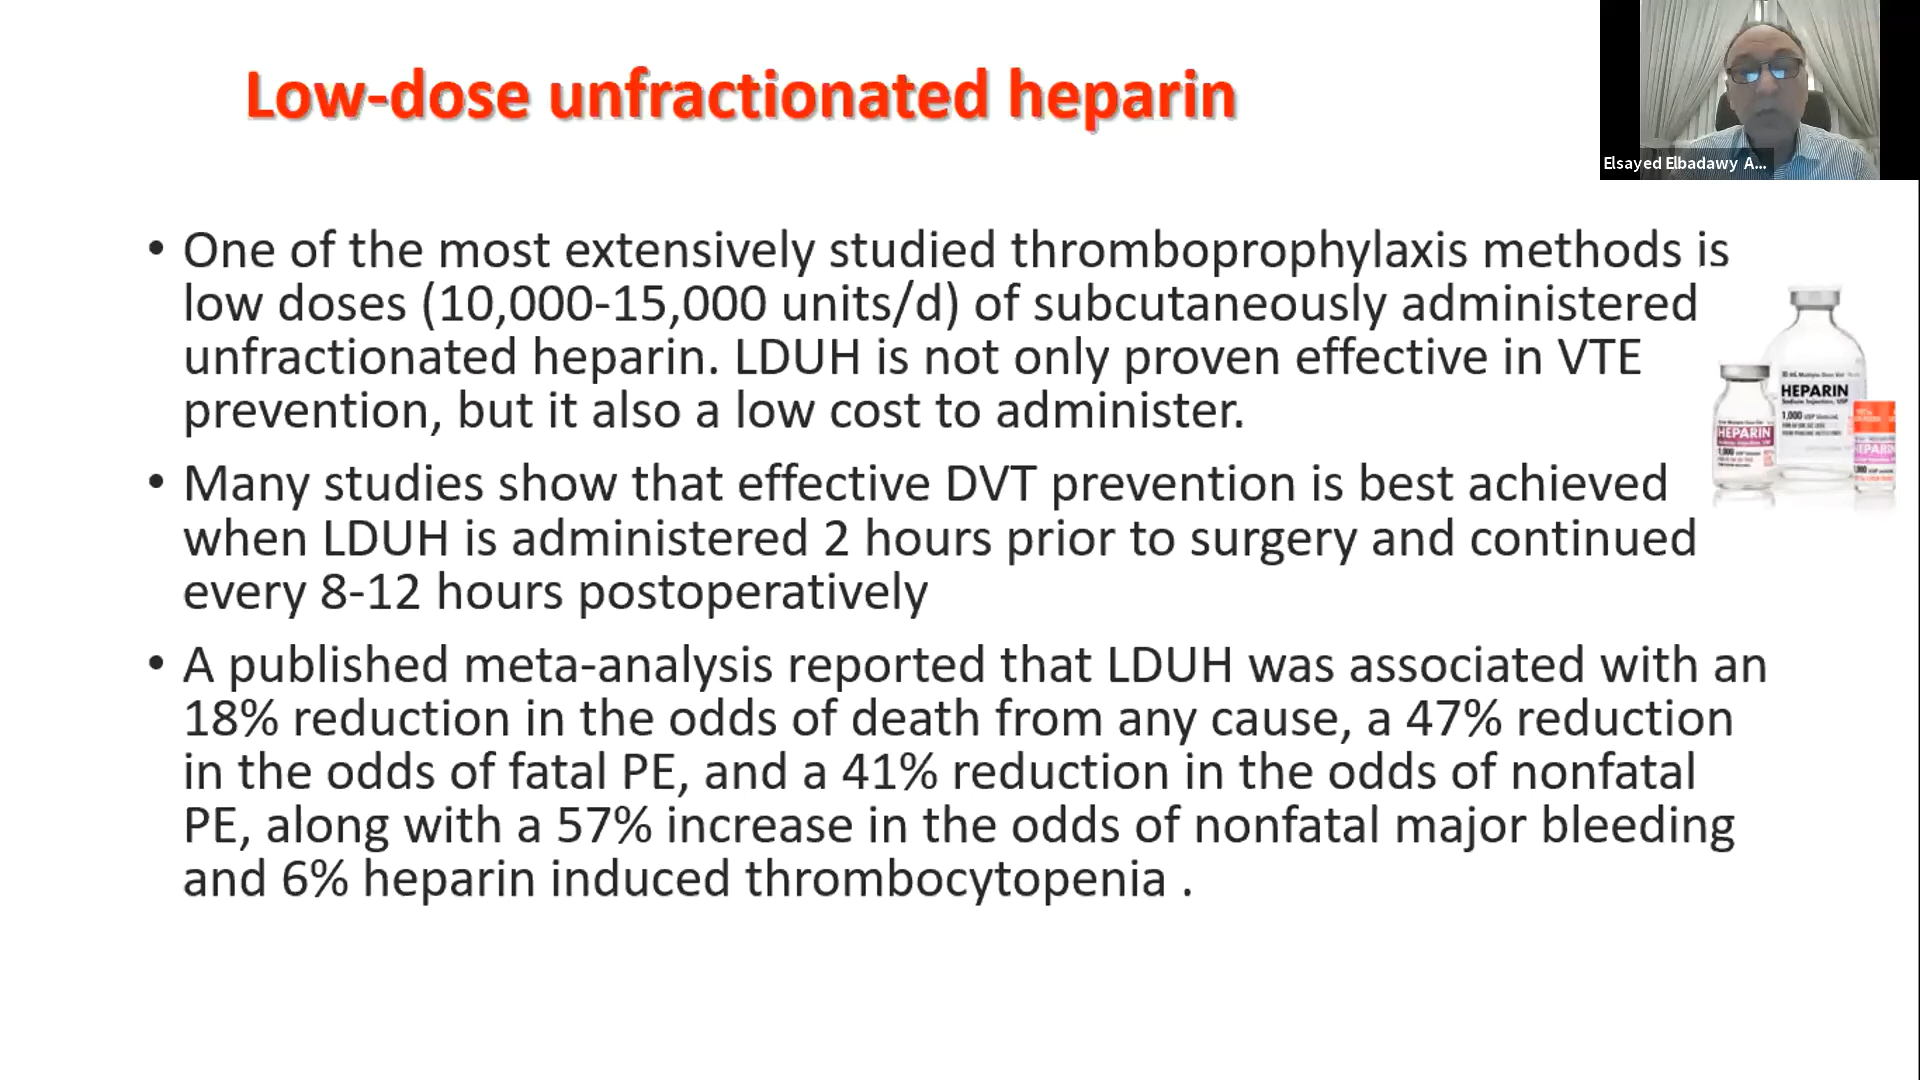 Low-dose unfractionated heparin
Elsayed Elbadawy A...
• One of the most extensively studied thromboprophylaxis methods is
low doses (10,000-15,000 units/d) of subcutaneously administered
unfractionated heparin. LDUH is not only proven effective in VTE
prevention, but it also a low cost to administer.
• Many studies show that effective DVT prevention is best achieved
when LDUH is administered 2 hours prior to surgery and continued
every 8-12 hours postoperatively
• A published meta-analysis reported that LDUH was associated with an
18% reduction in the odds of death from any cause, a 47% reduction
in the odds of fatal PE, and a 41% reduction in the odds of nonfatal
PE, along with a 57% increase in the odds of nonfatal major bleeding
and 6% heparin induced thrombocytopenia .
HEPARIN
1,000
HEPARIN
1,000
HEPARIN